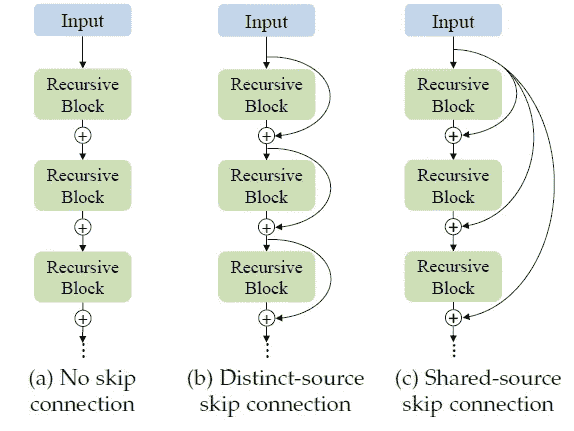 Input
Recursive
Block
+
Recursive
Block
+
Recursive
Block
+
(a) No skip
connection
Input
Recursive
Block
+
Recursive
Block
+
Recursive
Block
+
(b) Distinct-source
skip connection
Input
Recursive
Block
+
Recursive
Block
+
Recursive
Block
+
(c) Shared-source
skip connection